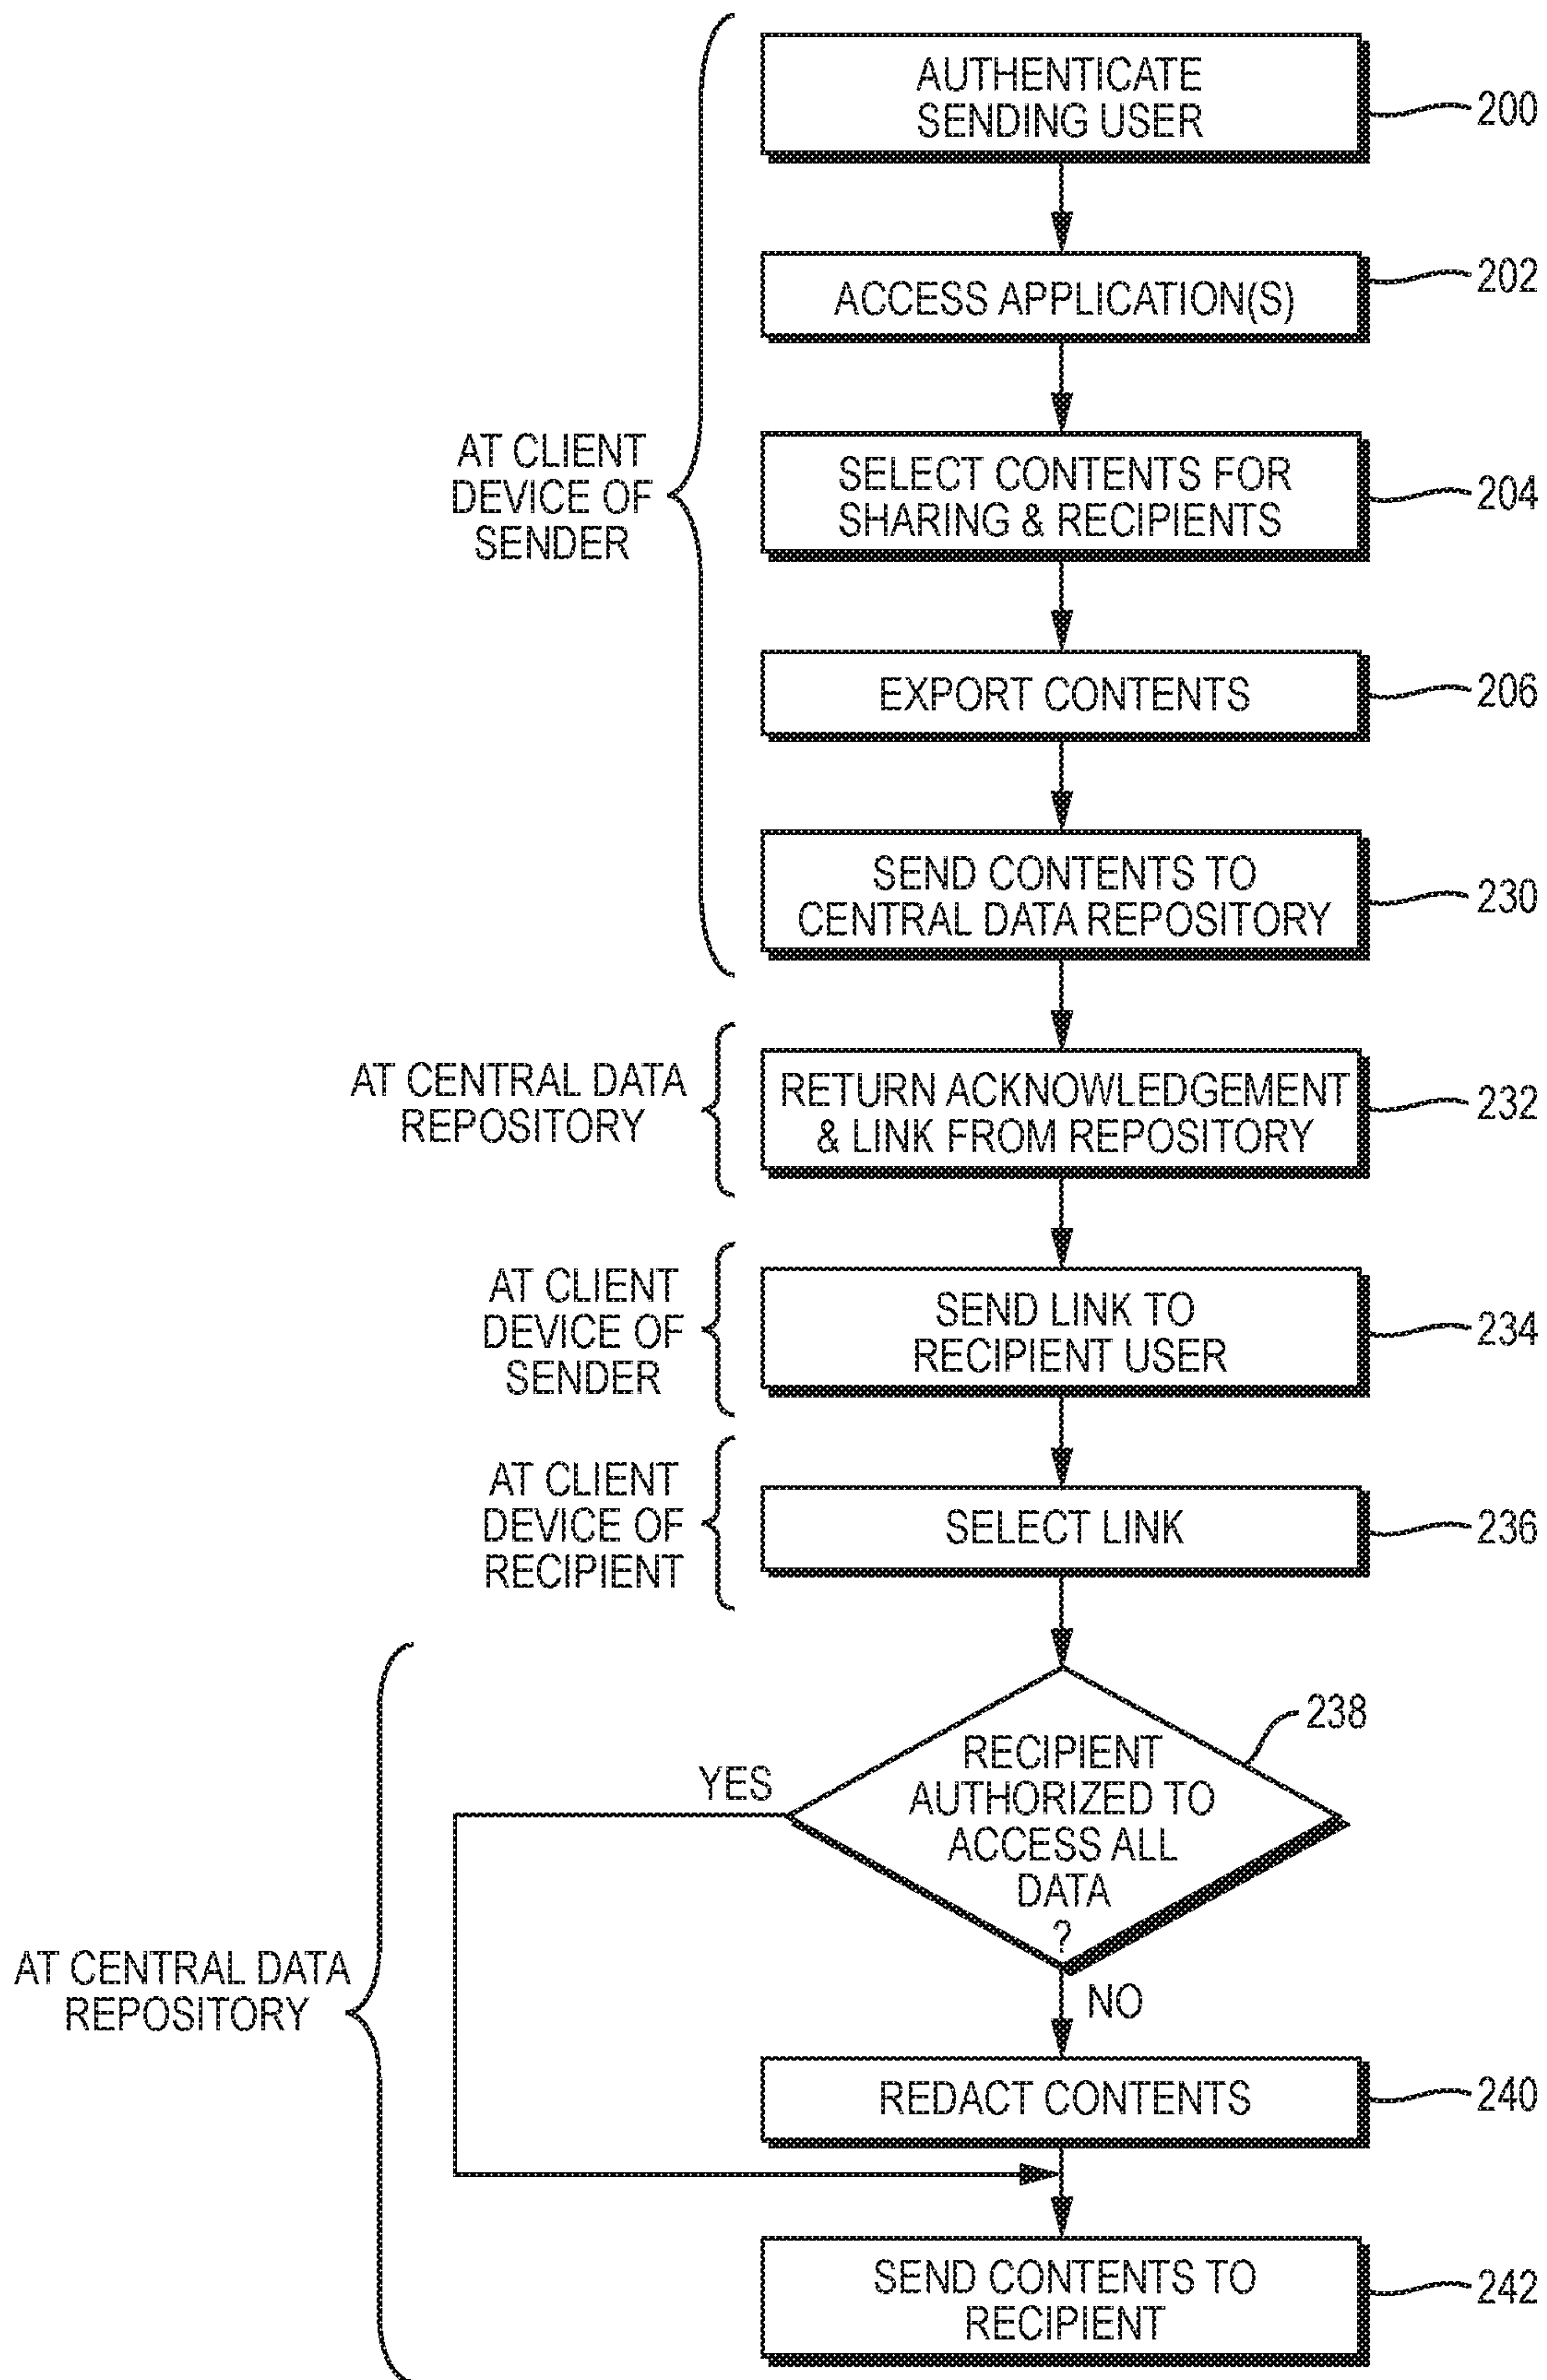 AUTHENTICATE
SENDING USER
200
ACCESS APPLICATION(S)
202
AT CLIENT
DEVICE OF
SENDER
SELECT CONTENTS FOR
SHARING & RECIPIENTS
204
EXPORT CONTENTS
206
SEND CONTENTS TO
CENTRAL DATA REPOSITORY
230
AT CENTRAL DATA
REPOSITORY
RETURN ACKNOWLEDGEMENT
& LINK FROM REPOSITORY
232
AT CLIENT
DEVICE OF
SENDER
SEND LINK TO
RECIPIENT USER
234
AT CLIENT
DEVICE OF
RECIPIENT
SELECT LINK
236
238
YES
RECIPIENT
AUTHORIZED TO
ACCESS ALL
DATA
?
AT CENTRAL DATA
REPOSITORY
NO
REDACT CONTENTS
240
SEND CONTENTS TO
RECIPIENT
242